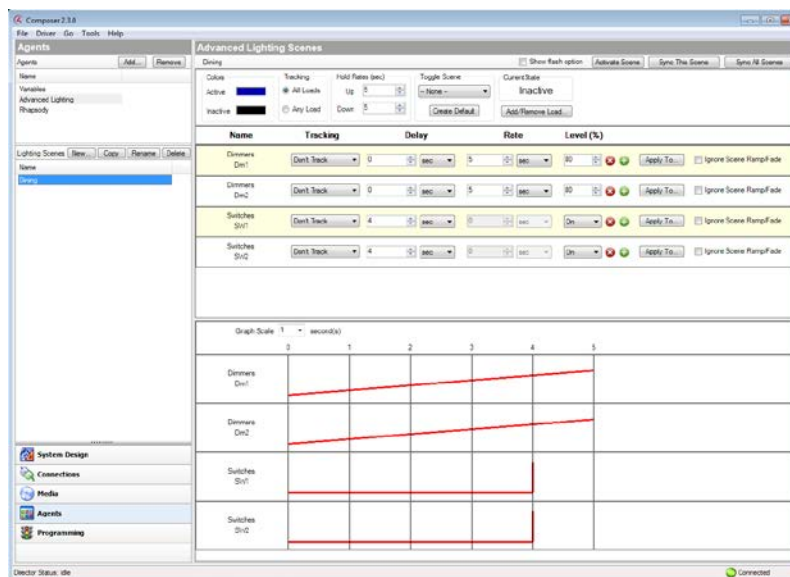 Composer 2.3.8
File Driver Go Tools Help
Agents
Agents Add... Remove
Name
Variables
Advanced Lighting
Rhapsody
Lighting Scenes New... Copy Rename Delete
Name
Dining
System Design
Connections
Media
Agents
Programming
Director Status: idle
Advanced Lighting Scenes
Dining Show flash option Activate Scene Sync This Scene Sync All Scenes
Colors Tracking Hold Rates (sec) Toggle Scene Current State
Active All Loads Up 5 -- None -- Inactive
Inactive Any Load Down 5 Create Default Add/Remove Load...
Name Tracking Delay Rate Level (%)
Dimmers
Dm1 Don't Track 0 sec 5 sec 80 Apply To... Ignore Scene Ramp/Fade
Dimmers
Dm2 Don't Track 0 sec 5 sec 80 Apply To... Ignore Scene Ramp/Fade
Switches
SW1 Don't Track 4 sec 0 sec On Apply To... Ignore Scene Ramp/Fade
Switches
SW2 Don't Track 4 sec 0 sec On Apply To... Ignore Scene Ramp/Fade
Graph Scale 1 second(s)
0 1 2 3 4 5
Dimmers
Dm1
Dimmers
Dm2
Switches
SW1
Switches
SW2
Connected